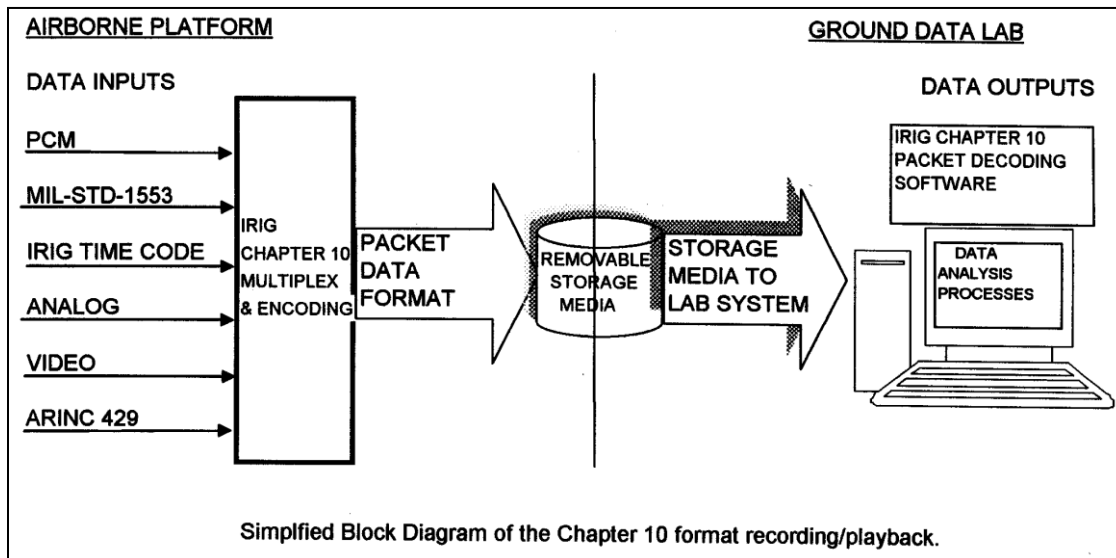 AIRBORNE PLATFORM
GROUND DATA LAB
DATA INPUTS
DATA OUTPUTS
PCM
MIL-STD-1553
IRIG TIME CODE
ANALOG
VIDEO
ARINC 429
IRIG
CHAPTER 10
MULTIPLEX
& ENCODING
PACKET
DATA
FORMAT
REMOVABLE
STORAGE
MEDIA
STORAGE
MEDIA TO
LAB SYSTEM
IRIG CHAPTER 10
PACKET DECODING
SOFTWARE
DATA
ANALYSIS
PROCESSES
Simplfied Block Diagram of the Chapter 10 format recording/playback.